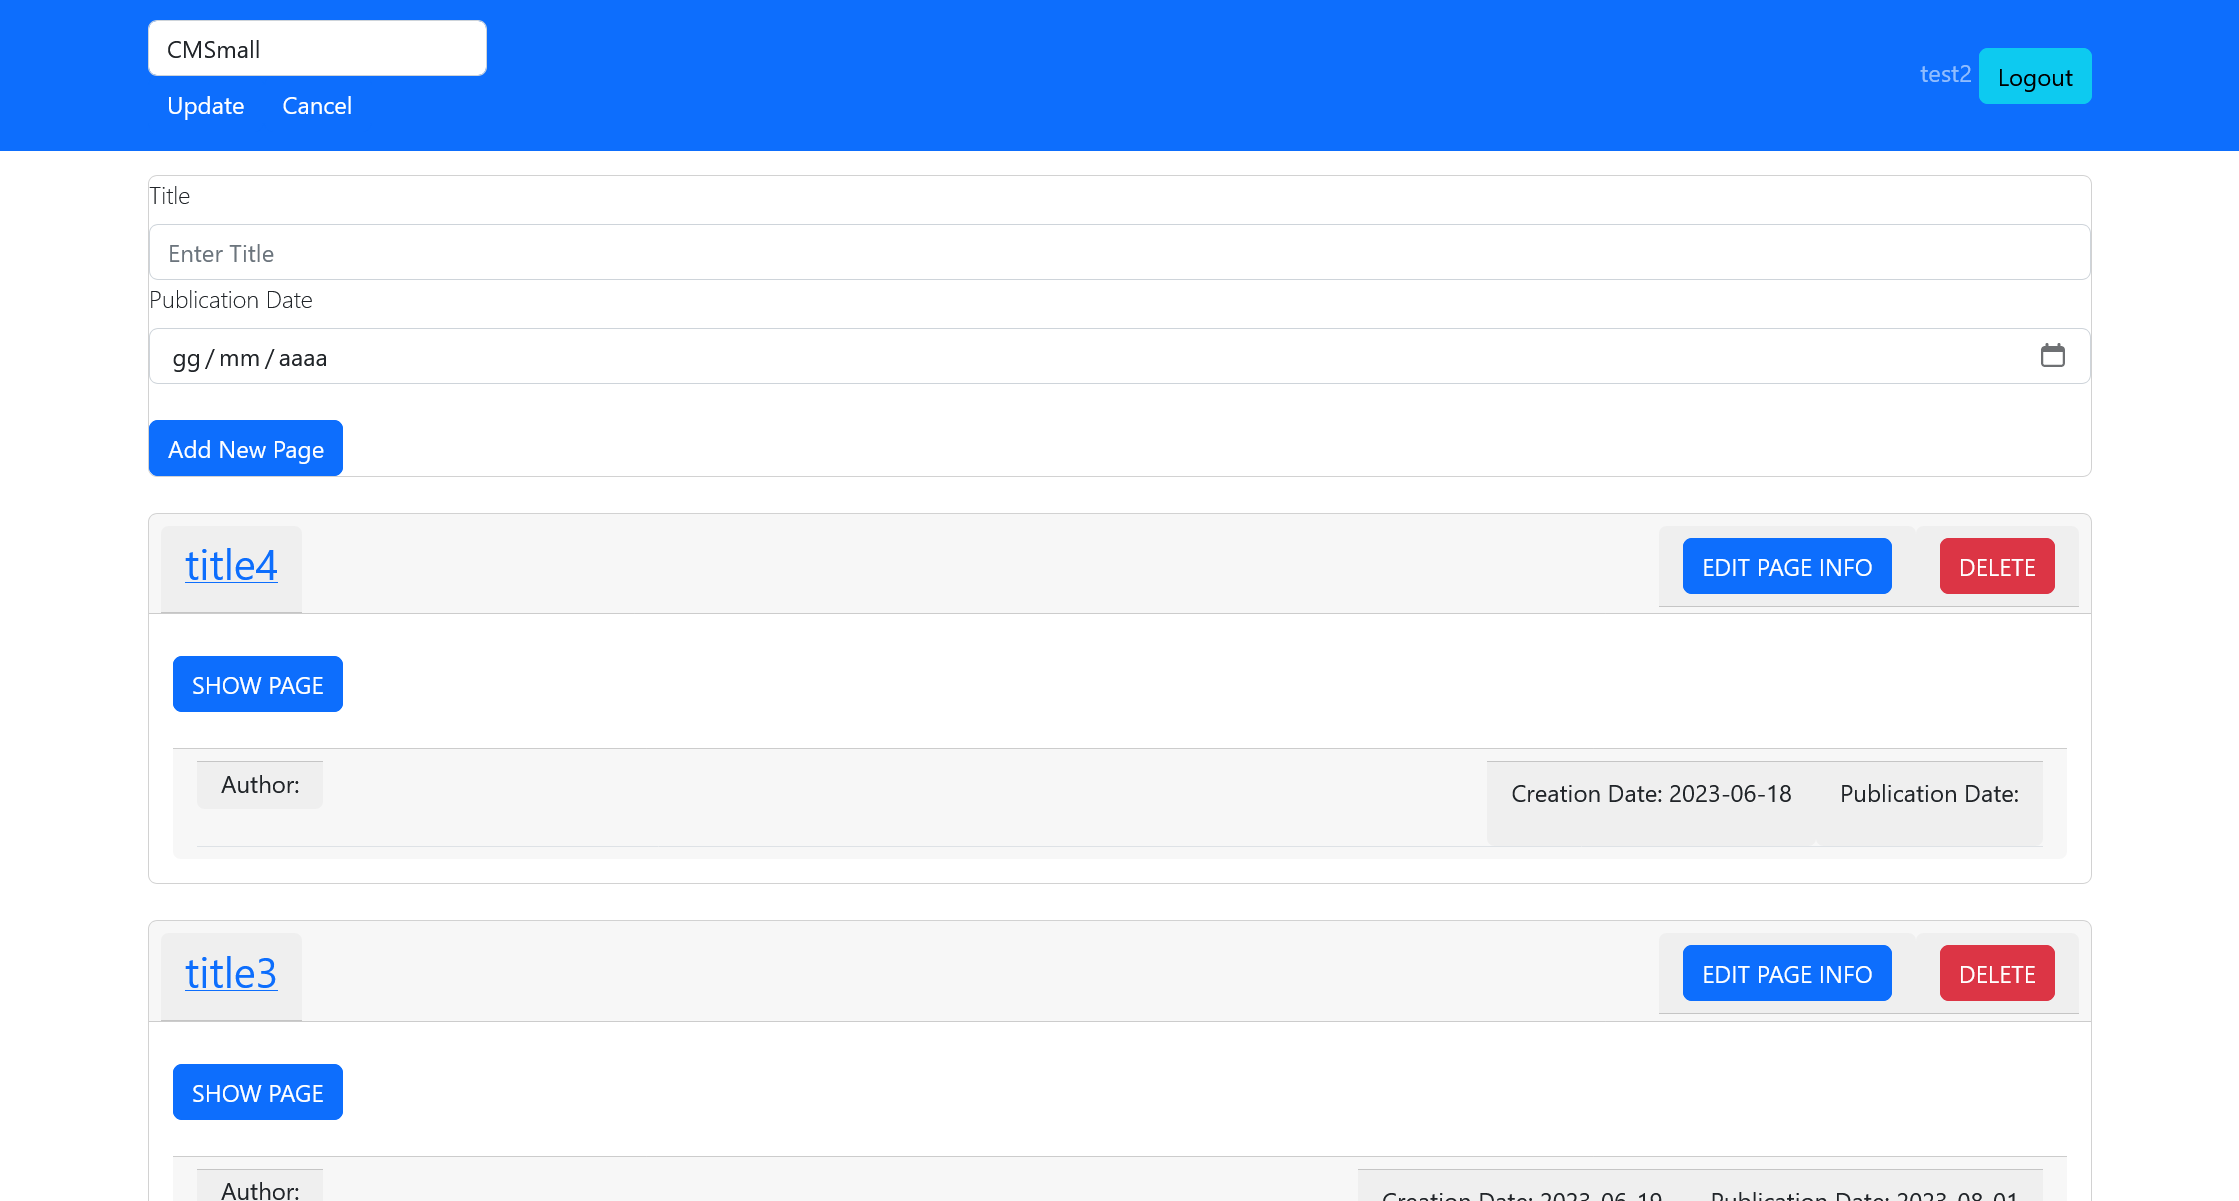 CMSmall
Update Cancel
test2 Logout
Title
Enter Title
Publication Date
gg/mm/aaaa
Add New Page
title4 EDIT PAGE INFO DELETE
SHOW PAGE
Author: Creation Date: 2023-06-18 Publication Date:
title3 EDIT PAGE INFO DELETE
SHOW PAGE
Author: Creation Date: 2023-06-19 Publication Date: 2023-08-01